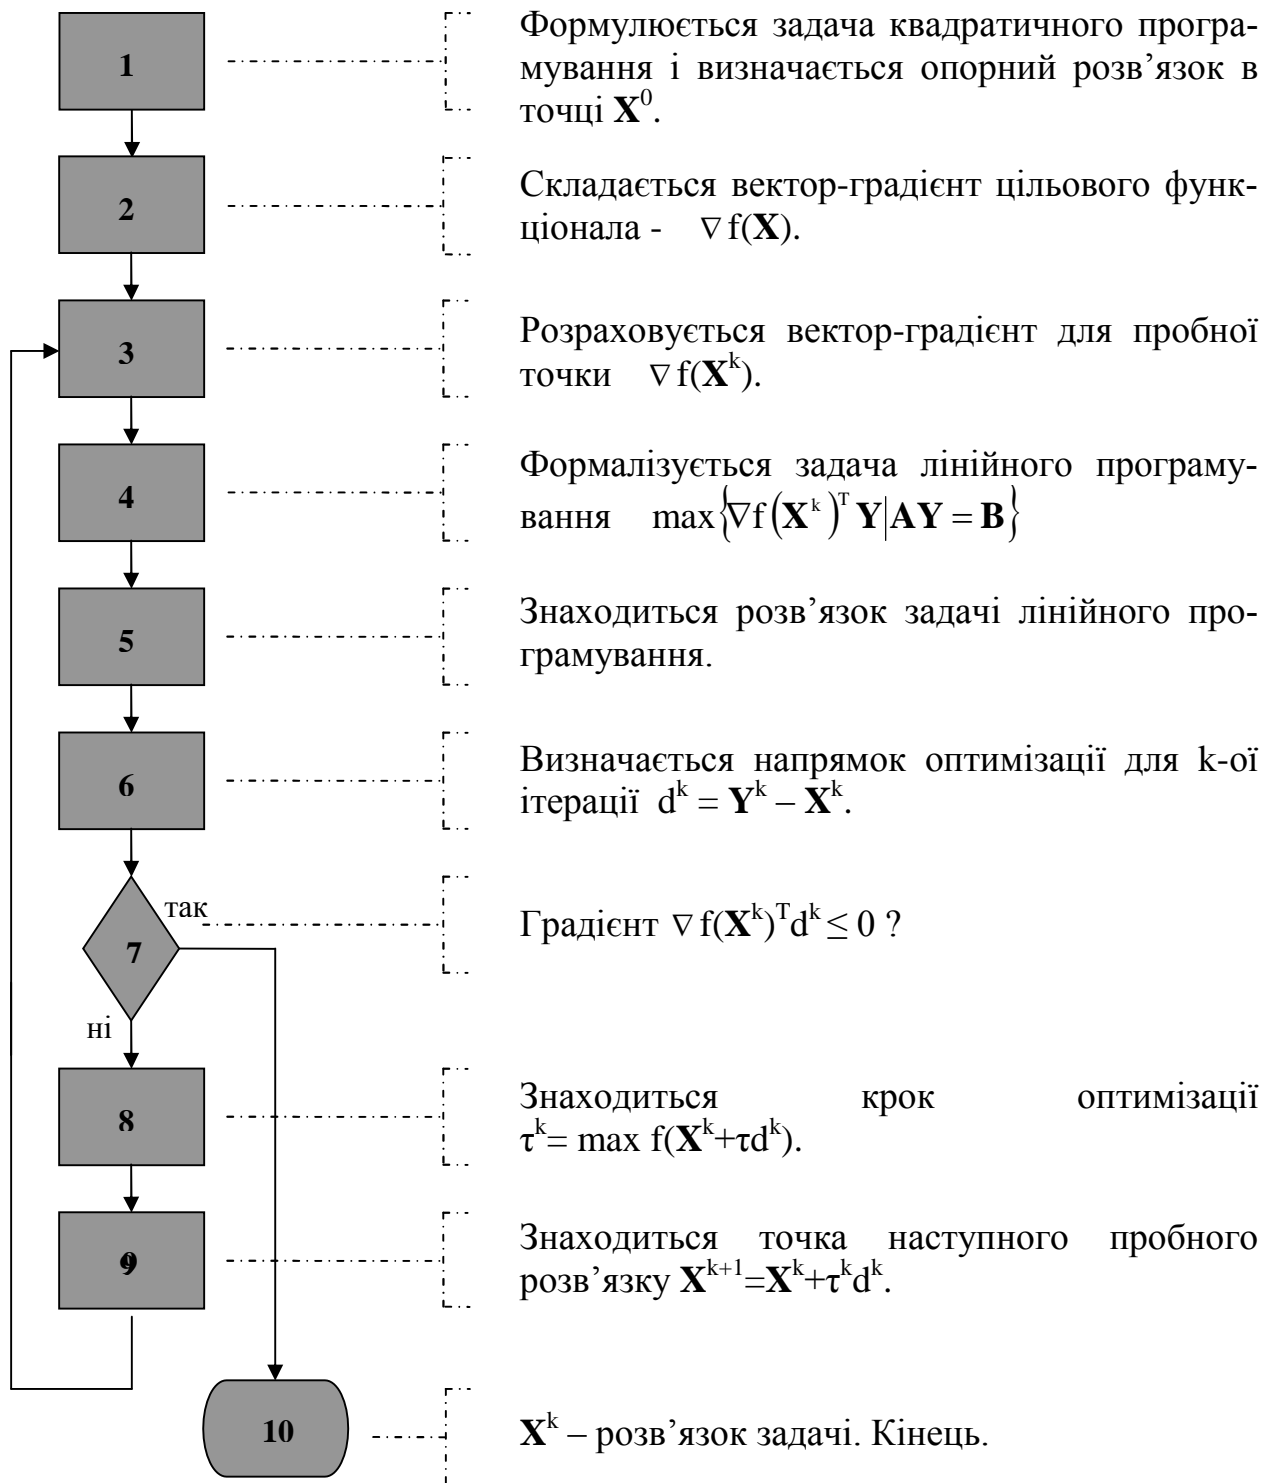 1
Формулюється задача квадратичного програ-
мування і визначається опорний розв'язок в
точці X⁰.
2
Складається вектор-градієнт цільового функ-
ціонала - ∇ f(X).
3
Розраховується вектор-градієнт для пробної
точки ∇ f(Xᵏ).
4
Формалізується задача лінійного програму-
вання max{∇f(Xᵏ)ᵀ Y|AY = B}
5
Знаходиться розв’язок задачі лінійного про-
грамування.
6
Визначається напрямок оптимізації для k-ої
ітерації dᵏ = Yᵏ – Xᵏ.
так
7
Градієнт ∇ f(Xᵏ)ᵀdᵏ ≤ 0 ?
ні
8
Знаходиться крок оптимізації
τᵏ= max f(Xᵏ+τdᵏ).
9
Знаходиться точка наступного пробного
розв’язку Xᵏ⁺¹=Xᵏ+τᵏdᵏ.
10
Xᵏ – розв’язок задачі. Кінець.